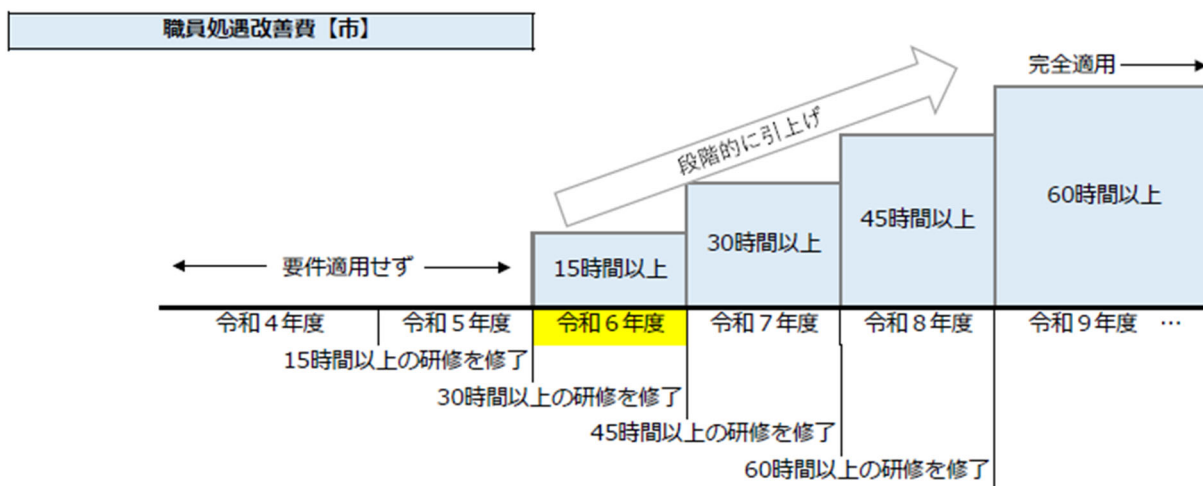 職員処遇改善費【市】
完全適用
段階的に引上げ
60時間以上
45時間以上
30時間以上
要件適用せず
15時間以上
令和４年度
令和５年度
令和６年度
令和７年度
令和８年度
令和９年度 …
15時間以上の研修を修了
30時間以上の研修を修了
45時間以上の研修を修了
60時間以上の研修を修了